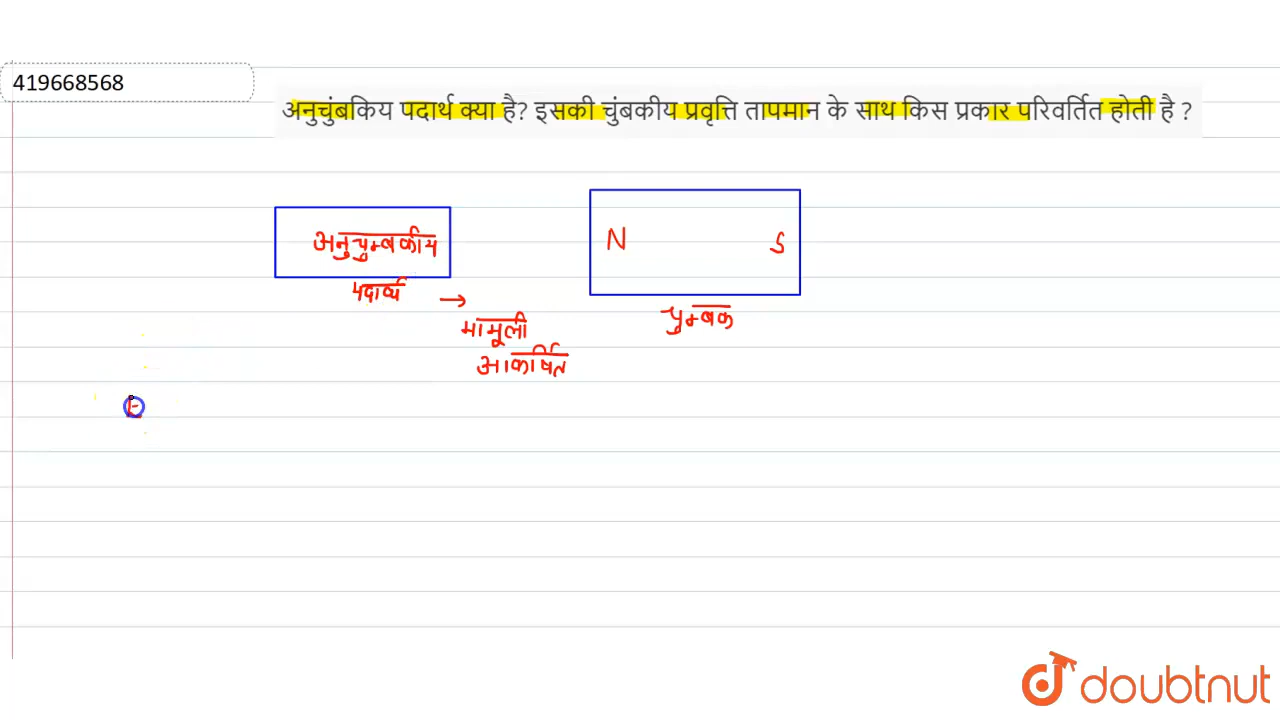 419668568
अनुचुंबकिय पदार्थ क्या है? इसकी चुंबकीय प्रवृत्ति तापमान के साथ किस प्रकार परिवर्तित होती है ?
अनुचुम्बकीय
पदार्थ
→
मामूली
आकर्षित
N S
चुम्बक
doubtnut